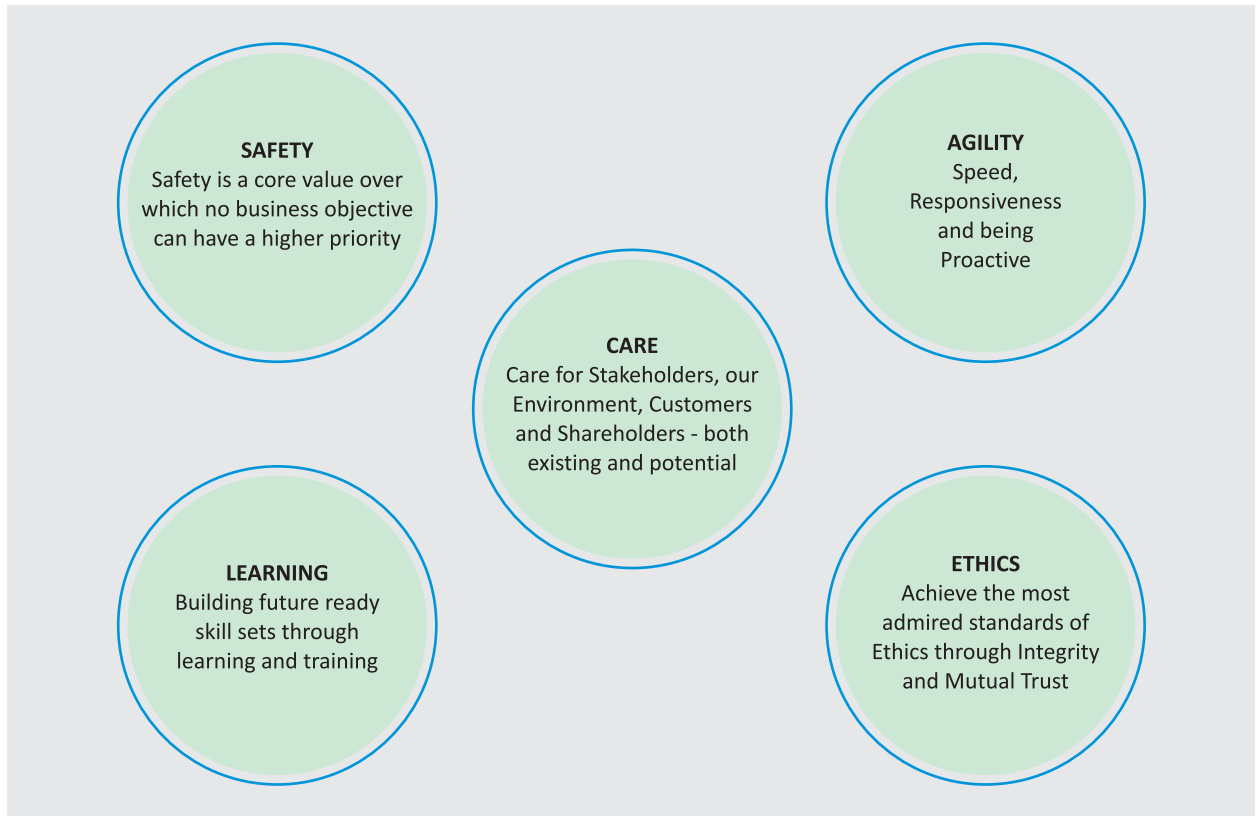 SAFETY
Safety is a core value over
which no business objective
can have a higher priority
AGILITY
Speed,
Responsiveness
and being
Proactive
CARE
Care for Stakeholders, our
Environment, Customers
and Shareholders - both
existing and potential
LEARNING
Building future ready
skill sets through
learning and training
ETHICS
Achieve the most
admired standards of
Ethics through Integrity
and Mutual Trust